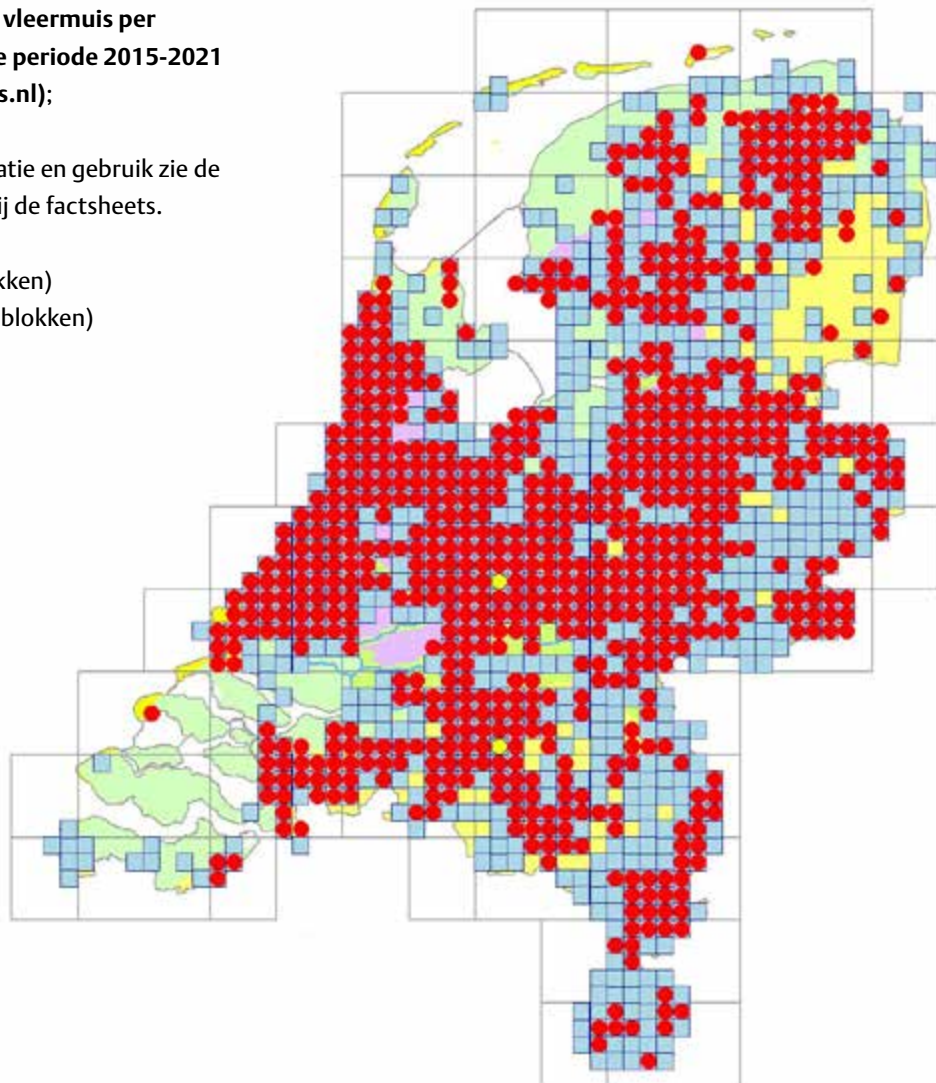 vleermuis per
e periode 2015-2021
s.nl);
atie en gebruik zie de
ij de factsheets.
kken)
blokken)